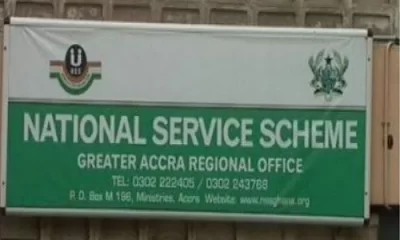 NSS
NATIONAL SERVICE SCHEME
GREATER ACCRA REGIONAL OFFICE
TEL: 0302 222405 / 0302 243768
P. O. Box M 196, Ministries, Accra Website: www.nssghana.org